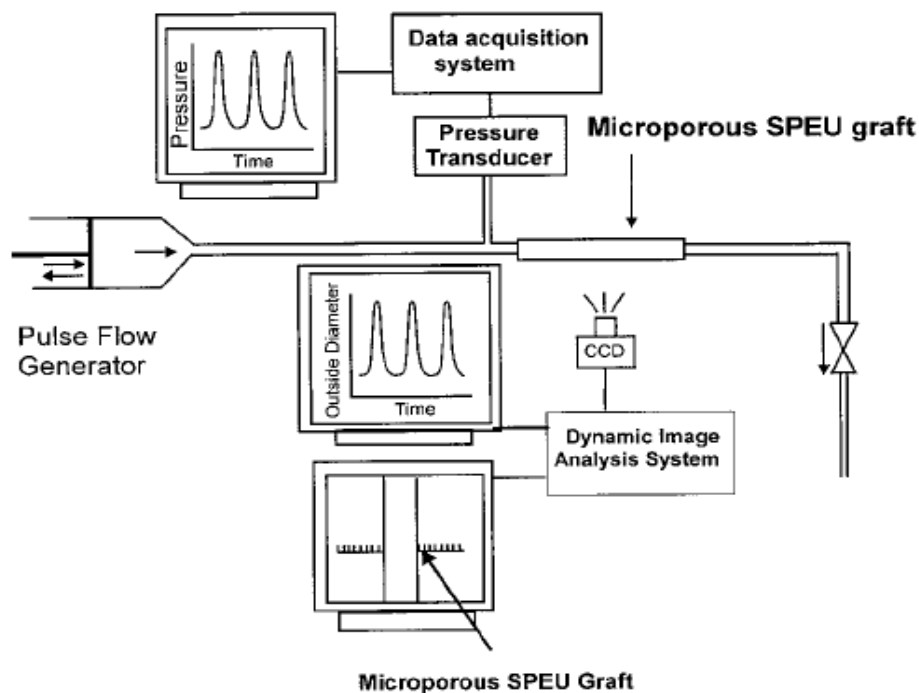 Pressure
Time
Data acquisition
system
Pressure
Transducer
Microporous SPEU graft
Pulse Flow
Generator
Outside Diameter
Time
CCD
Dynamic Image
Analysis System
Microporous SPEU Graft